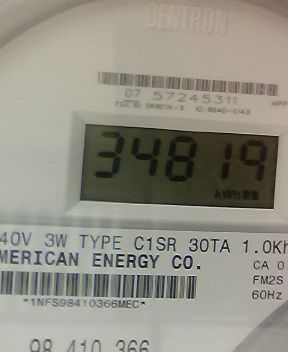 CENTRON
07 57245311
34819
kWh
40V 3W TYPE C1SR 30TA 1.0Kh
MERICAN ENERGY CO.
CA 0
FM2S
60Hz
*1NFS98410366MEC*
98 410 366